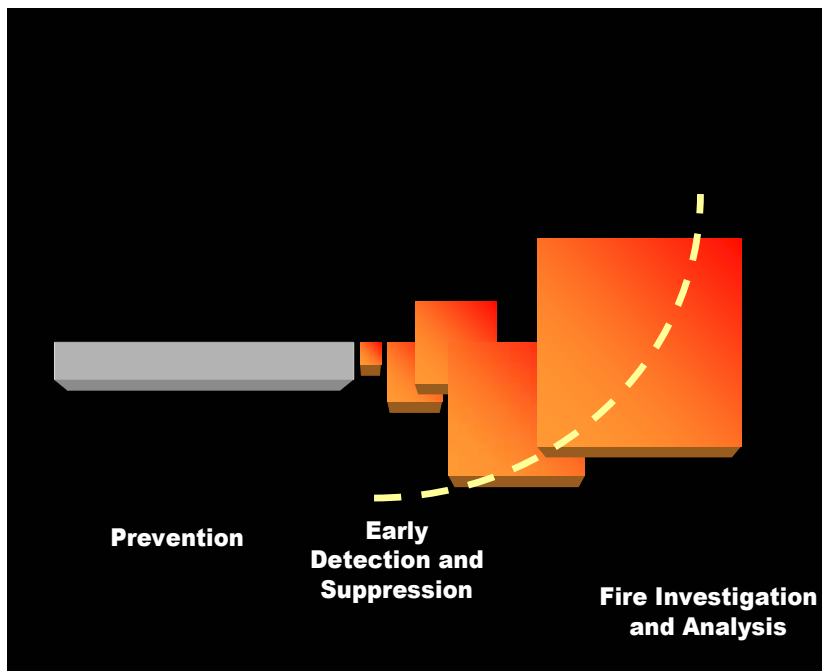 Prevention
Early
Detection and
Suppression
Fire Investigation
and Analysis